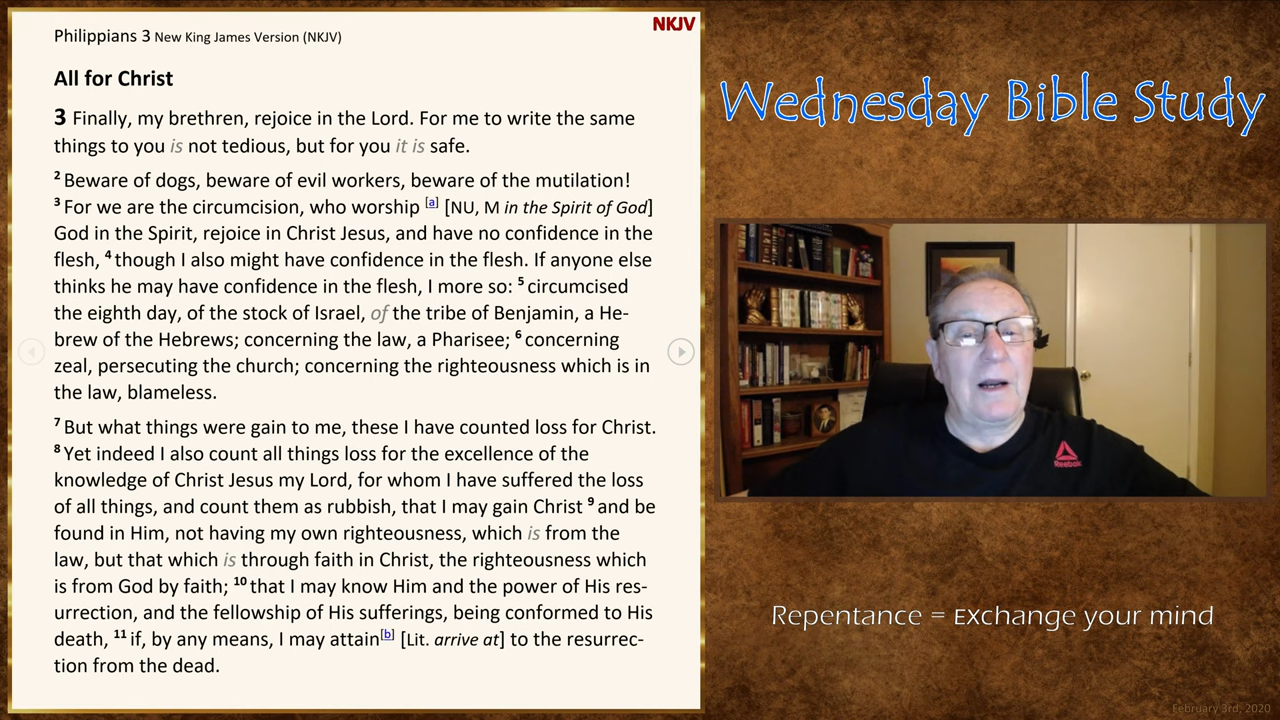 Philippians 3 New King James Version (NKJV)
NKJV
All for Christ
3 Finally, my brethren, rejoice in the Lord. For me to write the same
things to you is not tedious, but for you it is safe.
2 Beware of dogs, beware of evil workers, beware of the mutilation!
3 For we are the circumcision, who worship [a] [NU, M in the Spirit of God]
God in the Spirit, rejoice in Christ Jesus, and have no confidence in the
flesh, 4 though I also might have confidence in the flesh. If anyone else
thinks he may have confidence in the flesh, I more so: 5 circumcised
the eighth day, of the stock of Israel, of the tribe of Benjamin, a He-
brew of the Hebrews; concerning the law, a Pharisee; 6 concerning
zeal, persecuting the church; concerning the righteousness which is in
the law, blameless.
7 But what things were gain to me, these I have counted loss for Christ.
8 Yet indeed I also count all things loss for the excellence of the
knowledge of Christ Jesus my Lord, for whom I have suffered the loss
of all things, and count them as rubbish, that I may gain Christ 9 and be
found in Him, not having my own righteousness, which is from the
law, but that which is through faith in Christ, the righteousness which
is from God by faith; 10 that I may know Him and the power of His res-
urrection, and the fellowship of His sufferings, being conformed to His
death, 11 if, by any means, I may attain[b] [Lit. arrive at] to the resurrec-
tion from the dead.
Wednesday Bible Study
Reebok
Repentance = EXchange your mind
February 3rd, 2020